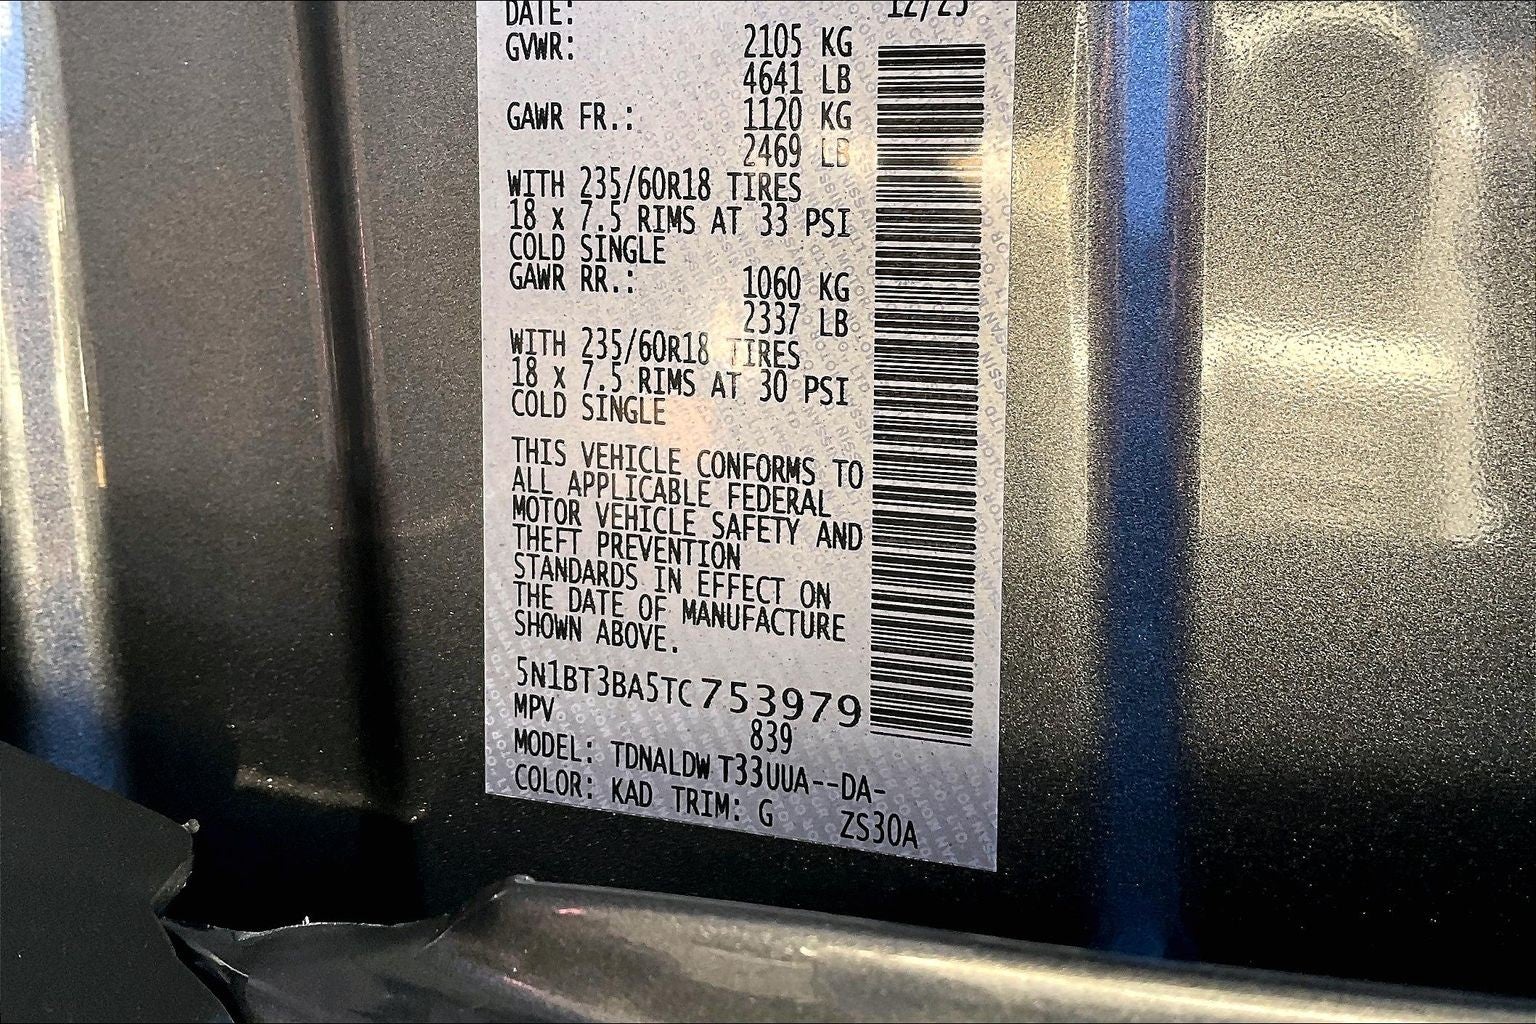 DATE: 12/25
GVWR: 2105 KG
4641 LB
GAWR FR.: 1120 KG
2469 LB
WITH 235/60R18 TIRES
18 x 7.5 RIMS AT 33 PSI
COLD SINGLE
GAWR RR.: 1060 KG
2337 LB
WITH 235/60R18 TIRES
18 x 7.5 RIMS AT 30 PSI
COLD SINGLE
THIS VEHICLE CONFORMS TO
ALL APPLICABLE FEDERAL
MOTOR VEHICLE SAFETY AND
THEFT PREVENTION
STANDARDS IN EFFECT ON
THE DATE OF MANUFACTURE
SHOWN ABOVE.
5N1BT3BA5TC753979
MPV 839
MODEL: TDNALDWT33UUA--DA-
COLOR: KAD TRIM: G ZS30A